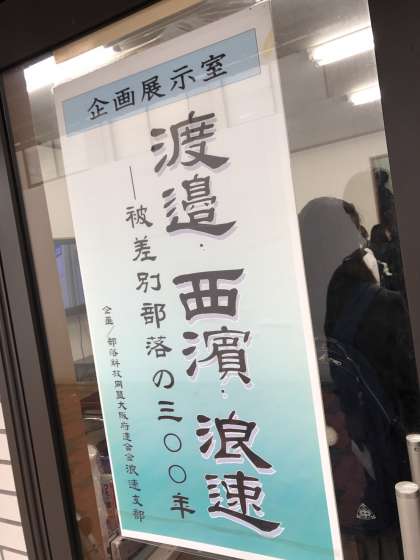 企画展示室
渡邉・西濱・浪速
―被差別部落の三〇〇年
企画/部落解放同盟大阪府連合会浪速支部